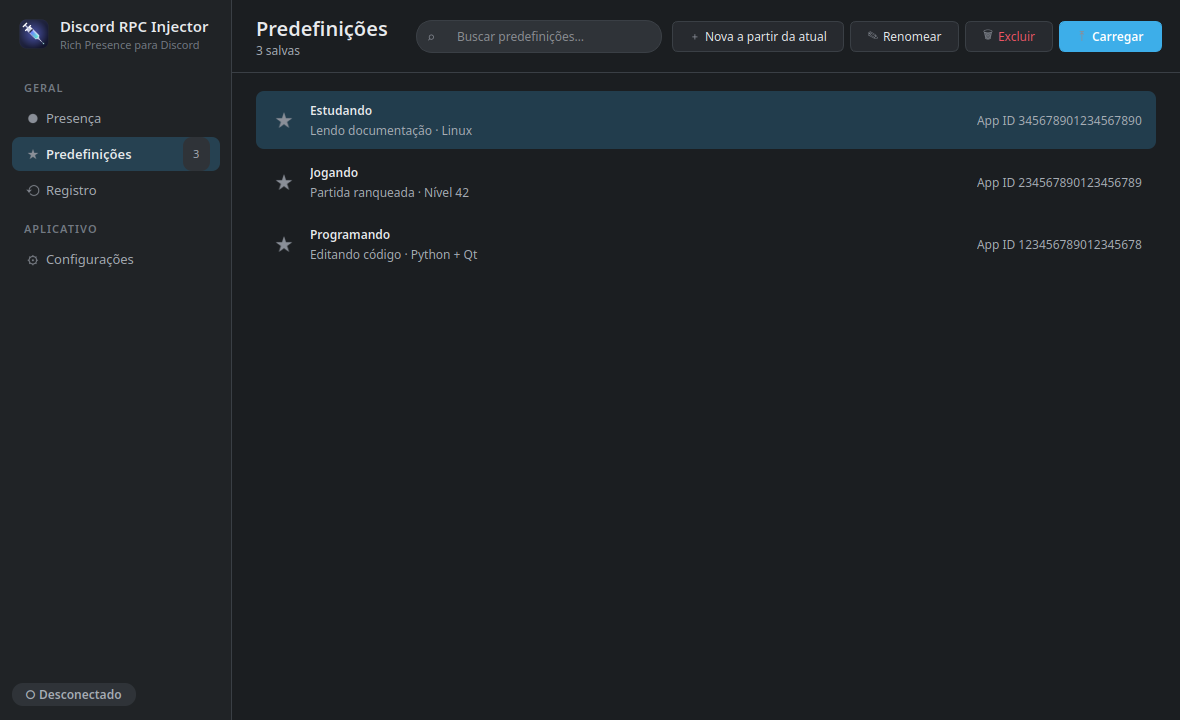 Discord RPC Injector
Rich Presence para Discord
GERAL
Presença
Predefinições 3
Registro
APLICATIVO
Configurações
Desconectado
Predefinições
3 salvas
Buscar predefinições...
+ Nova a partir da atual
Renomear
Excluir
Carregar
Estudando
Lendo documentação · Linux
App ID 345678901234567890
Jogando
Partida ranqueada · Nível 42
App ID 234567890123456789
Programando
Editando código · Python + Qt
App ID 123456789012345678